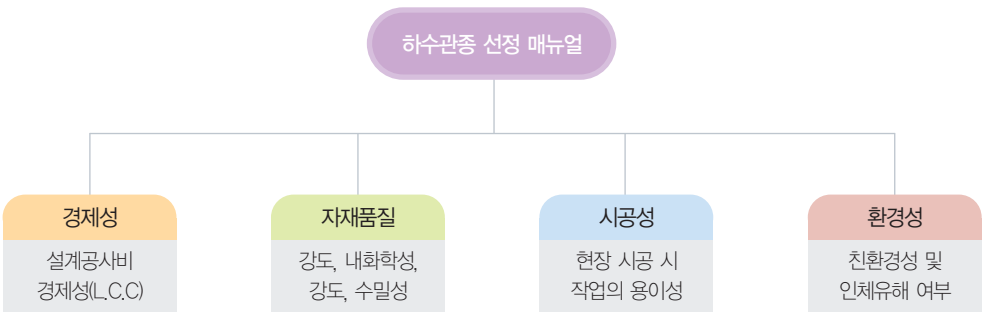 하수관종 선정 매뉴얼
경제성
설계공사비
경제성(L.C.C)
자재품질
강도, 내화학성,
강도, 수밀성
시공성
현장 시공 시
작업의 용이성
환경성
친환경성 및
인체유해 여부